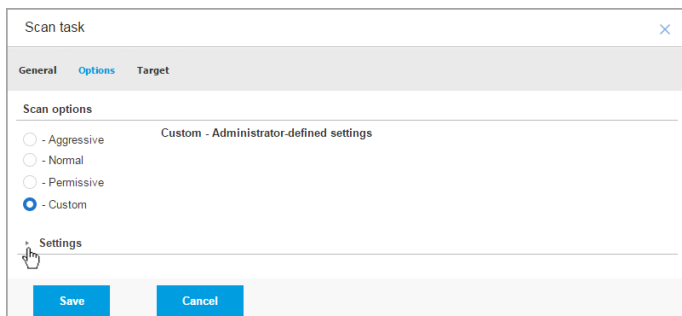 Scan task
General Options Target
Scan options
- Aggressive
Custom - Administrator-defined settings
- Normal
- Permissive
- Custom
Settings
Save Cancel